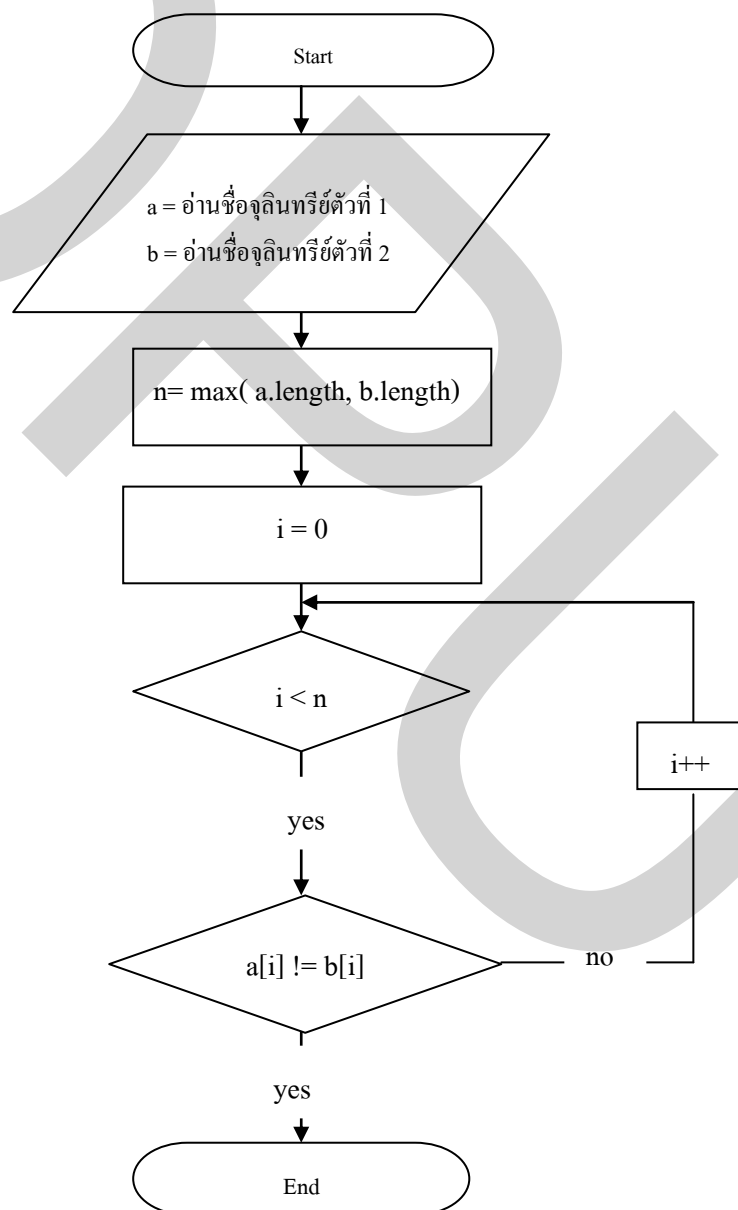 Start
a = อ่านชื่อจุลินทรีย์ตัวที่ 1
b = อ่านชื่อจุลินทรีย์ตัวที่ 2
n= max( a.length, b.length)
i = 0
i < n
i++
yes
a[i] != b[i]
no
yes
End